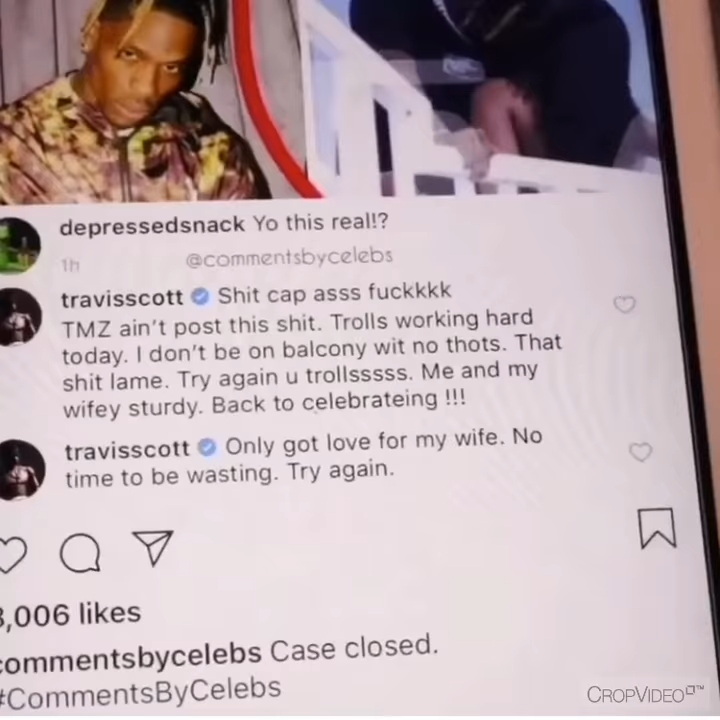 depressedsnack Yo this real!?
1h @commentsbycelebs
travisscott Shit cap asss fuckkkk
TMZ ain't post this shit. Trolls working hard
today. I don't be on balcony wit no thots. That
shit lame. Try again u trollsssss. Me and my
wifey sturdy. Back to celebrateing !!!
travisscott Only got love for my wife. No
time to be wasting. Try again.
,006 likes
commentsbycelebs Case closed.
#CommentsByCelebs
CROPVIDEO™